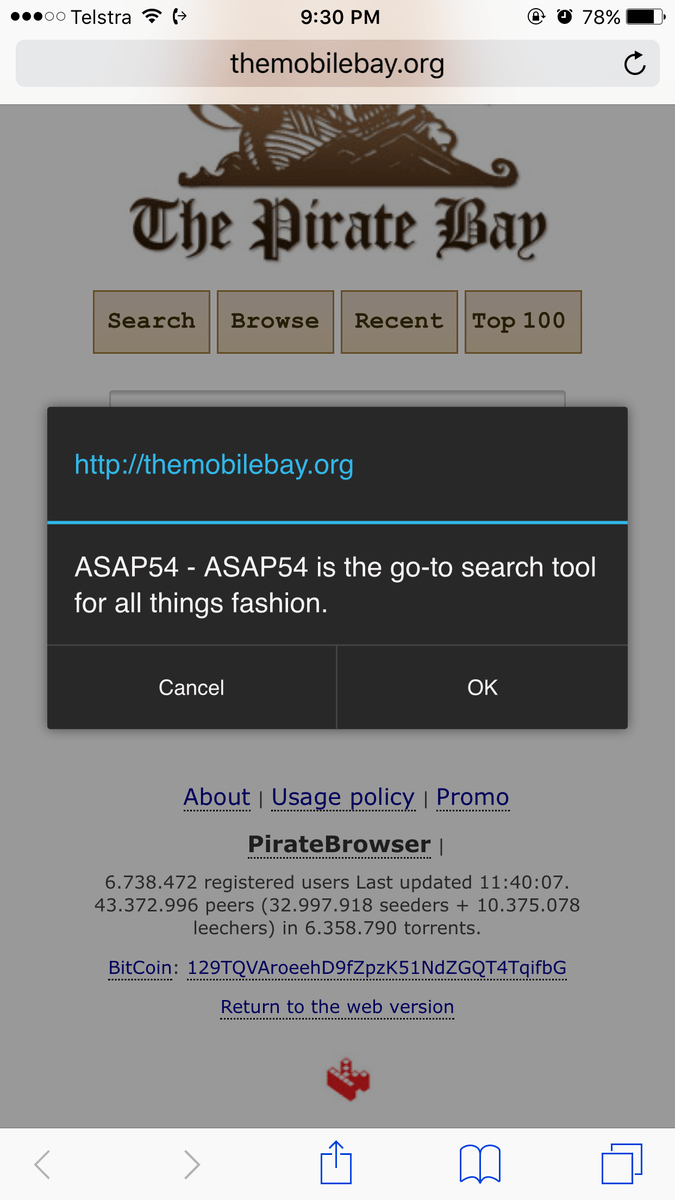 Telstra 9:30 PM 78%
themobilebay.org
The Pirate Bay
Search Browse Recent Top 100
http://themobilebay.org
ASAP54 - ASAP54 is the go-to search tool
for all things fashion.
Cancel OK
About | Usage policy | Promo
PirateBrowser |
6.738.472 registered users Last updated 11:40:07.
43.372.996 peers (32.997.918 seeders + 10.375.078
leechers) in 6.358.790 torrents.
BitCoin: 129TQVAroeehD9fZpzK51NdZGQT4TqifbG
Return to the web version